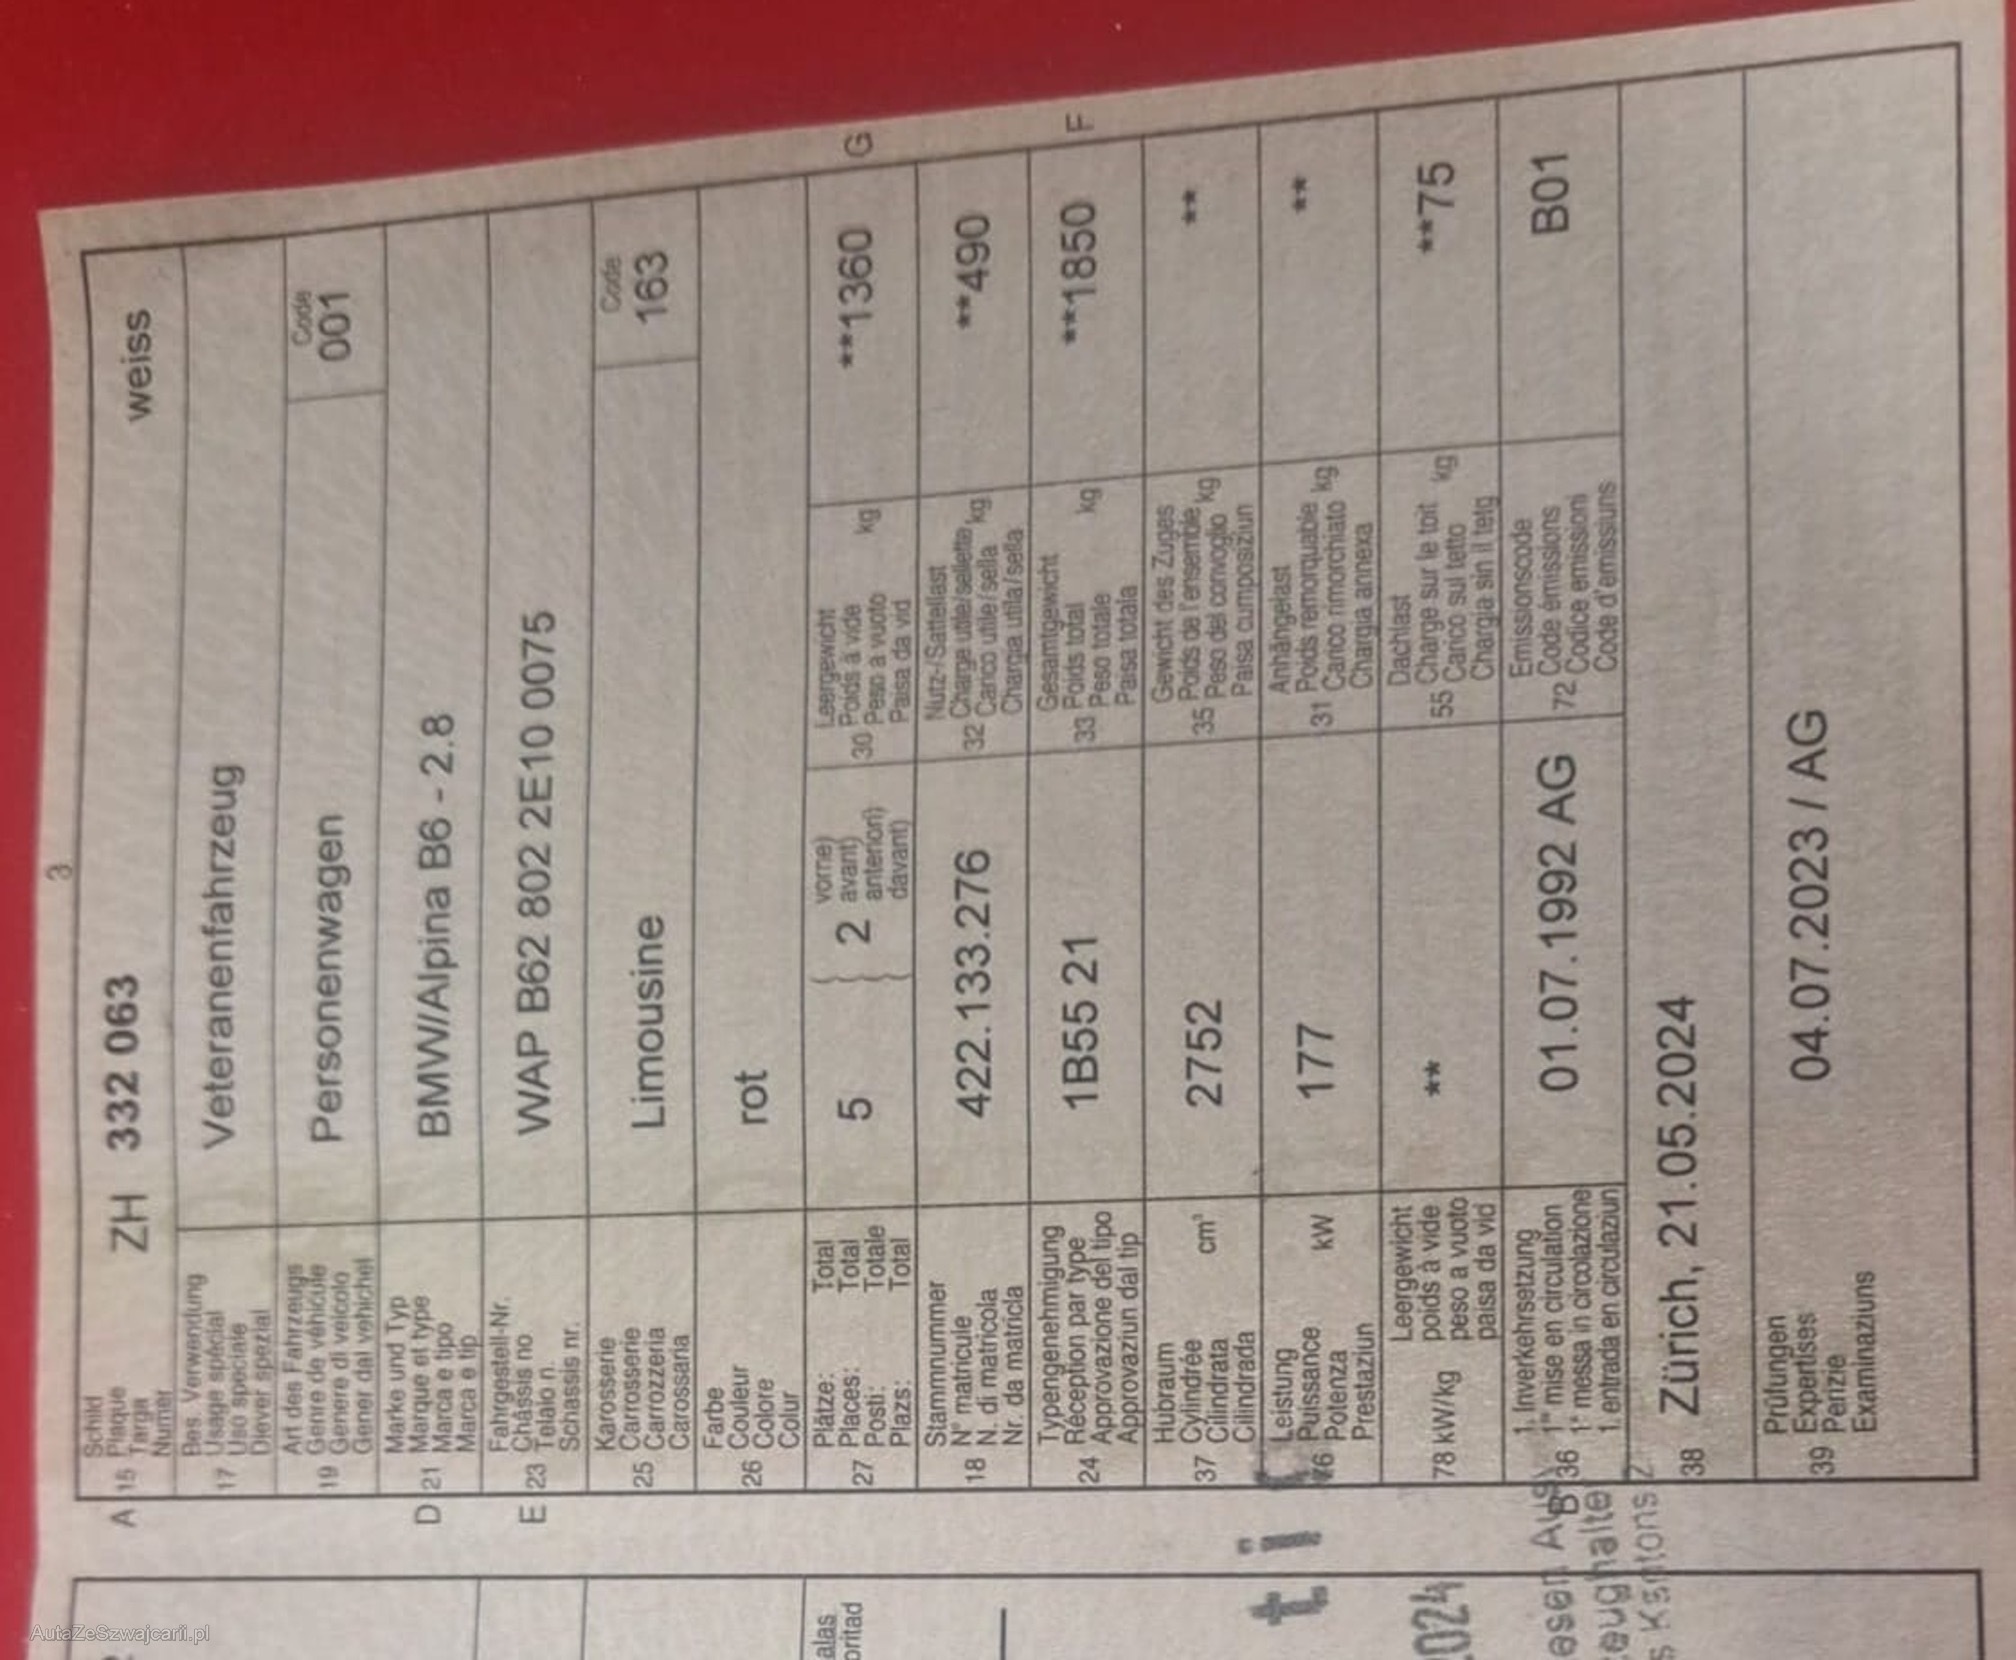 3
A 15 Schild
Plaque
Targa
Numer
ZH 332 063 weiss
17 Bes. Verwendung
Usage spécial
Uso speciale
Diever spezial
Veteranenfahrzeug
19 Art des Fahrzeugs
Genre de véhicule
Genere di veicolo
Gener dal vehichel
Personenwagen
Code
001
D 21 Marke und Typ
Marque et type
Marca e tipo
Marca e tip
BMW/Alpina B6 - 2.8
E 23 Fahrgestell-Nr.
Châssis no
Telaio n.
Schassis nr.
WAP B62 802 2E10 0075
25 Karosserie
Carrosserie
Carrozzeria
Carossaria
Limousine
Code
163
26 Farbe
Couleur
Colore
Colur
rot
27 Plätze: Total
Places: Total
Posti: Totale
Plazs: Total
5 2
vorne)
avant)
anteriori)
davant)
30 Leergewicht
Poids à vide
Peso a vuoto
Paisa da vid
kg
**1360
G
18 Stammnummer
N° matricule
N. di matricola
Nr. da matricla
422.133.276
32 Nutz-/Sattellast
Charge utile/sellette
Carico utile/sella
Chargia utila/sella
kg
**490
24 Typengenehmigung
Réception par type
Approvazione del tipo
Approvaziun dal tip
1B55 21
33 Gesamtgewicht
Poids total
Peso totale
Paisa totala
kg
**1850
F
37 Hubraum
Cylindrée
Cilindrata
Cilindrada
cm³
2752
35 Gewicht des Zuges
Poids de l'ensemble
Peso del convoglio
Paisa cumposiziun
kg
**
76 Leistung
Puissance
Potenza
Prestaziun
kW
177
31 Anhängelast
Poids remorquable
Carico rimorchiato
Chargia annexa
kg
**
78 kW/kg
Leergewicht
poids à vide
peso a vuoto
paisa da vid
**
55 Dachlast
Charge sur le toit
Carico sul tetto
Chargia sin il tetg
kg
**75
B 36 1. Inverkehrsetzung
1re mise en circulation
1a messa in circolazione
1. entrada en circulaziun
01.07.1992 AG
72 Emissionscode
Code émissions
Codice emissioni
Code d'emissiuns
B01
38 Zürich, 21.05.2024
39 Prüfungen
Expertises
Perizie
Examinaziuns
04.07.2023 / AG
alas
oritad
2024
AutaZeSzwajcarii.pl